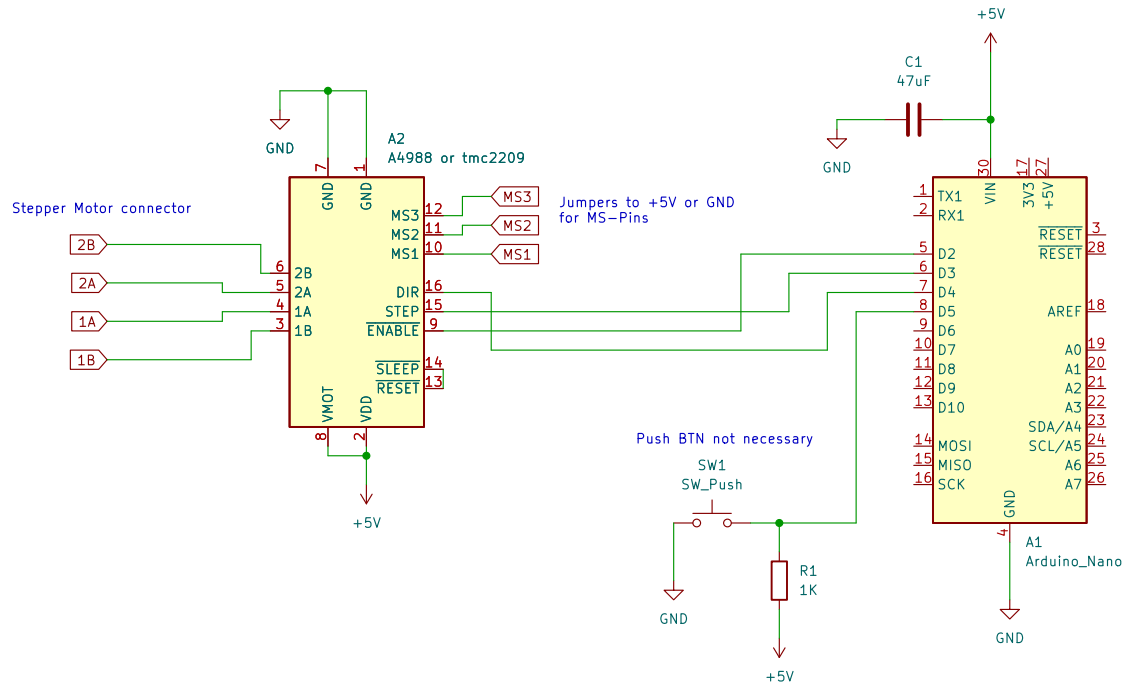 +5V
C1
47uF
GND
GND
A2
A4988 or tmc2209
7
1
GND
GND
Stepper Motor connector
2B
2A
1A
1B
6
5
4
3
2B
2A
1A
1B
MS3
MS2
MS1
DIR
STEP
ENABLE
SLEEP
RESET
12
11
10
16
15
9
14
13
MS3
MS2
MS1
Jumpers to +5V or GND
for MS-Pins
VMOT
VDD
8
2
+5V
30
17
27
VIN
3V3
+5V
1
2
5
6
7
8
9
10
11
12
13
14
15
16
TX1
RX1
D2
D3
D4
D5
D6
D7
D8
D9
D10
MOSI
MISO
SCK
RESET
RESET
AREF
A0
A1
A2
A3
SDA/A4
SCL/A5
A6
A7
3
28
18
19
20
21
22
23
24
25
26
GND
4
A1
Arduino_Nano
GND
Push BTN not necessary
SW1
SW_Push
GND
R1
1K
+5V